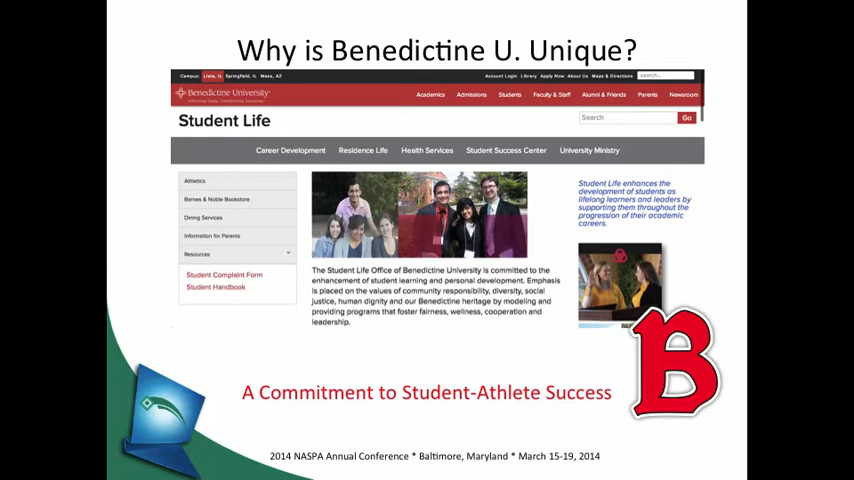 Why is Benedictine U. Unique?
Campus: Lisle, IL Springfield, IL Mesa, AZ
Account Login Library Apply Now About Us Maps & Directions search...
Benedictine University
Academics Admissions Students Faculty & Staff Alumni & Friends Parents Newsroom
Student Life
Search Go
Career Development Residence Life Health Services Student Success Center University Ministry
Athletics
Barnes & Noble Bookstore
Dining Services
Information for Parents
Resources
Student Complaint Form
Student Handbook
The Student Life Office of Benedictine University is committed to the
enhancement of student learning and personal development. Emphasis
is placed on the values of community responsibility, diversity, social
justice, human dignity and our Benedictine heritage by modeling and
providing programs that foster fairness, wellness, cooperation and
leadership.
Student Life enhances the
development of students as
lifelong learners and leaders by
supporting them throughout the
progression of their academic
careers.
B
A Commitment to Student-Athlete Success
2014 NASPA Annual Conference * Baltimore, Maryland * March 15-19, 2014